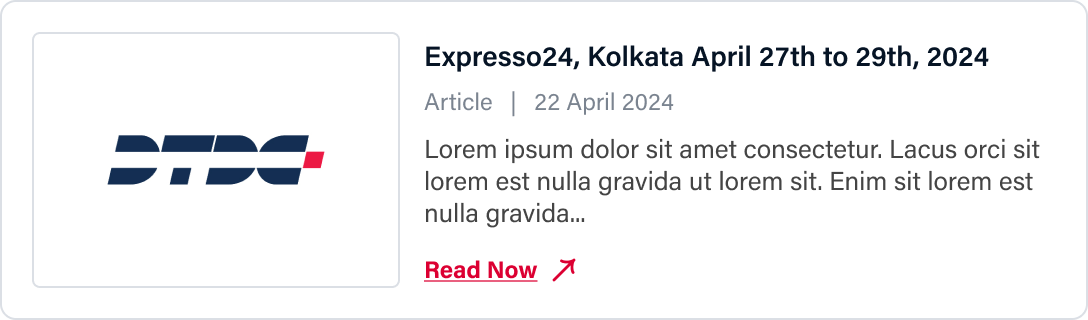 DTDC
Expresso24, Kolkata April 27th to 29th, 2024
Article | 22 April 2024
Lorem ipsum dolor sit amet consectetur. Lacus orci sit
lorem est nulla gravida ut lorem sit. Enim sit lorem est
nulla gravida...
Read Now